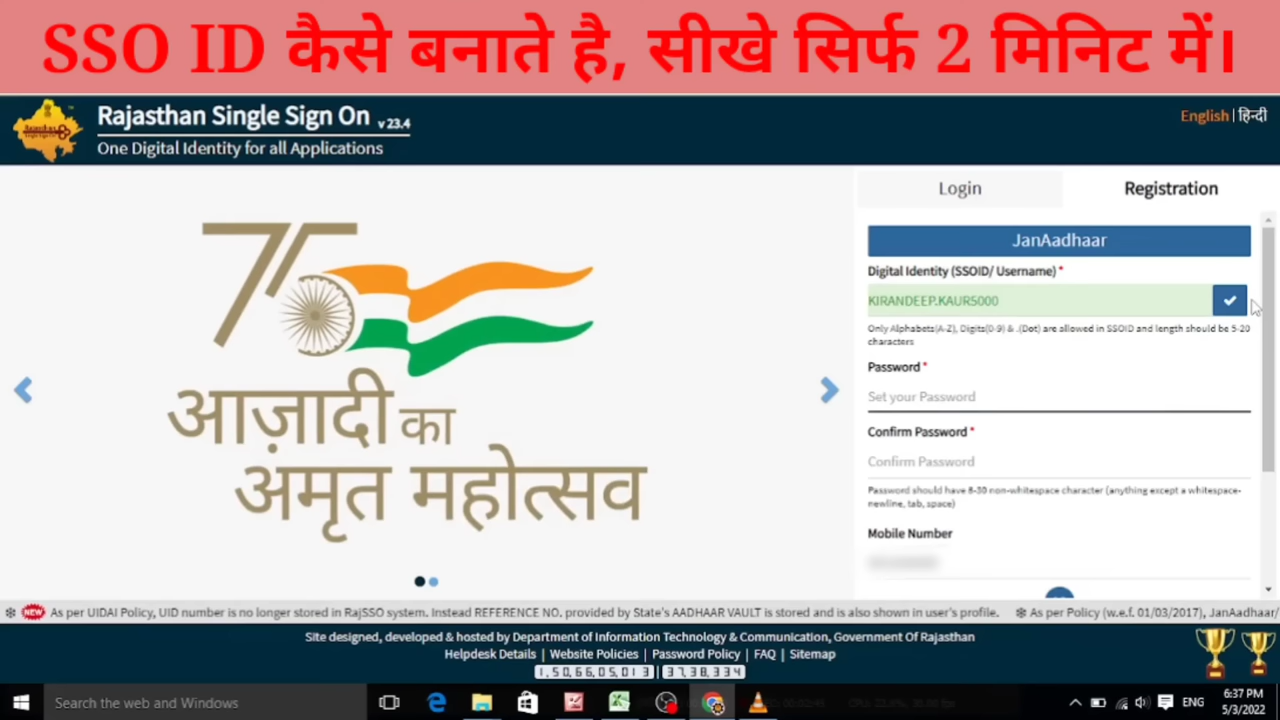 SSO ID कैसे बनाते है, सीखे सिर्फ 2 मिनिट में।
Rajasthan Single Sign On v 23.4
One Digital Identity for all Applications
English | हिन्दी
Login
Registration
75
आज़ादी का
अमृत महोत्सव
JanAadhaar
Digital Identity (SSOID/ Username) *
KIRANDEEP.KAUR5000
Only Alphabets(A-Z), Digits(0-9) & .(Dot) are allowed in SSOID and length should be 5-20
characters
Password *
Set your Password
Confirm Password *
Confirm Password
Password should have 8-30 non-whitespace character (anything except a whitespace-
newline, tab, space)
Mobile Number
NEW As per UIDAI Policy, UID number is no longer stored in RajSSO system. Instead REFERENCE NO. provided by State's AADHAAR VAULT is stored and is also shown in user's profile. ❄ As per Policy (w.e.f. 01/03/2017), JanAadhaar/
Site designed, developed & hosted by Department of Information Technology & Communication, Government Of Rajasthan
Helpdesk Details | Website Policies | Password Policy | FAQ | Sitemap
1,50,66,05,013 | 37,38,334
Search the web and Windows
ENG
6:37 PM
5/3/2022